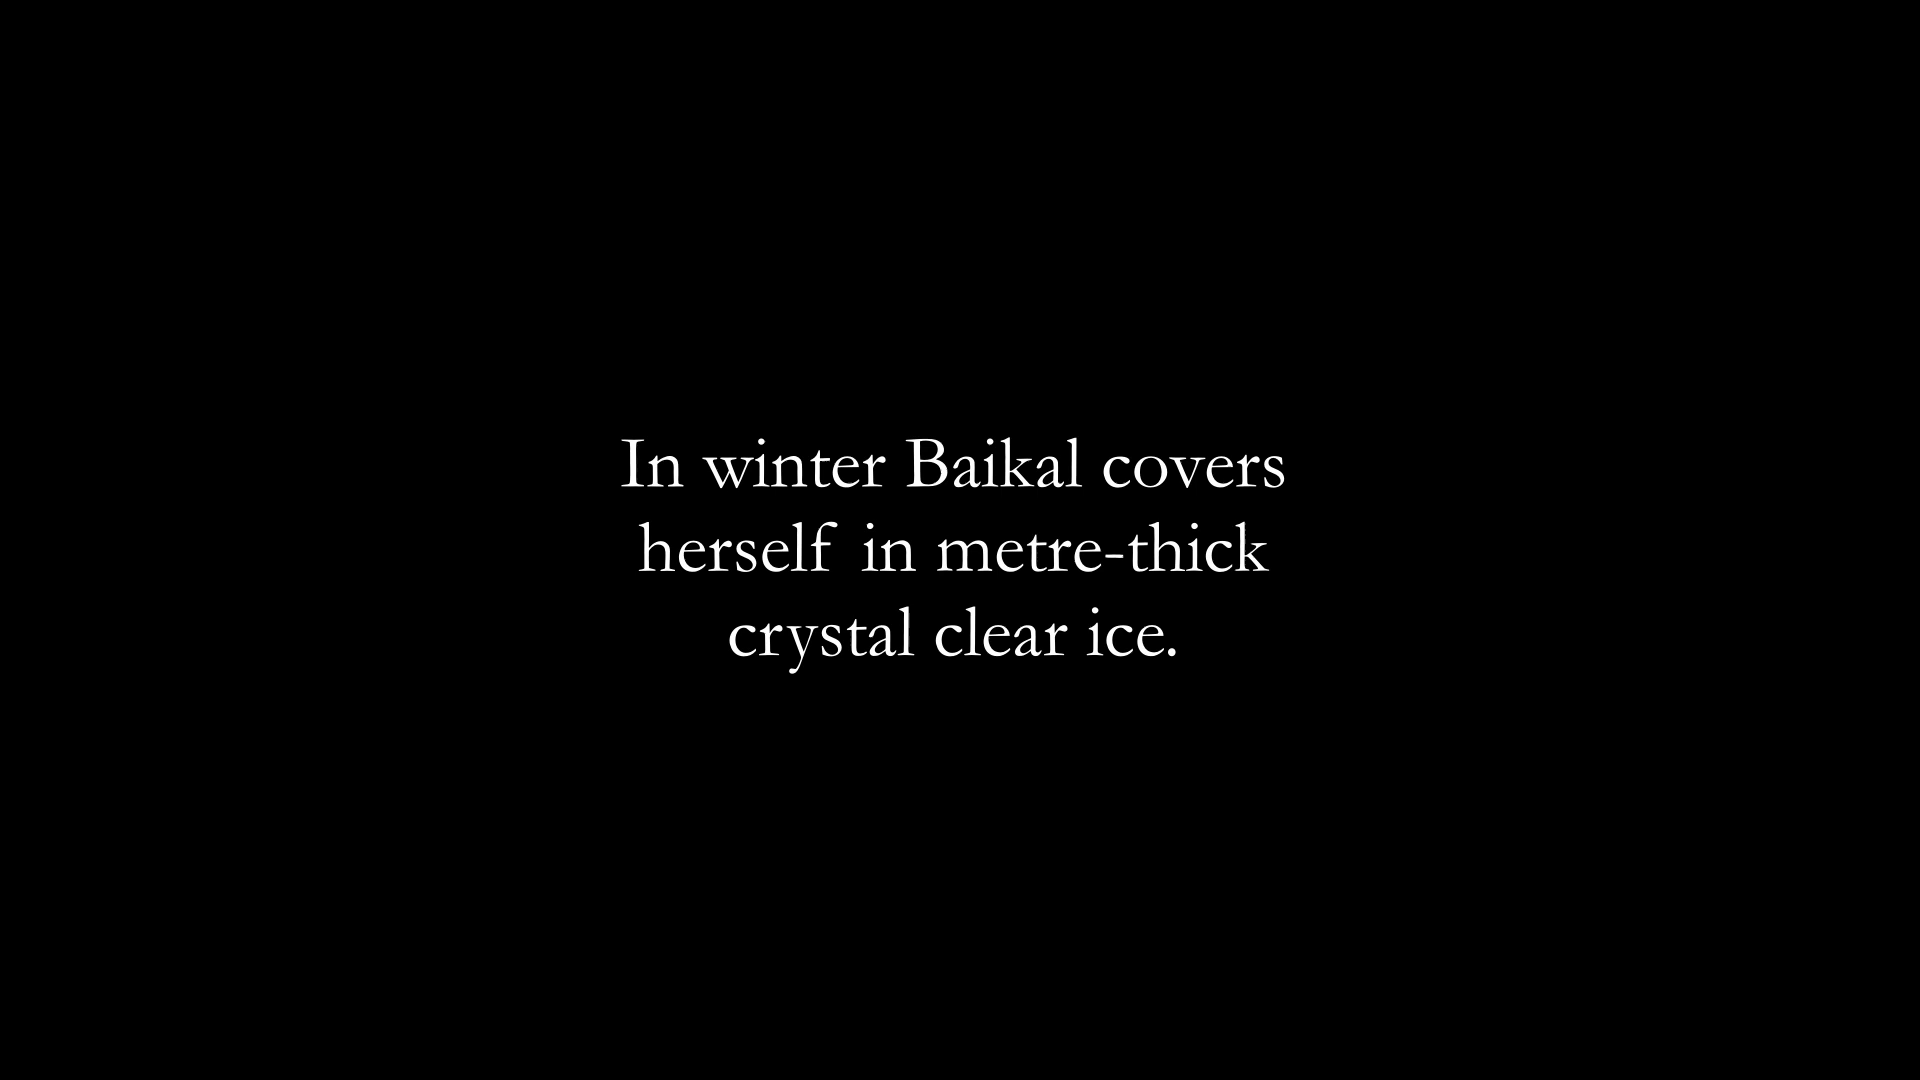 In winter Baikal covers
herself in metre-thick
crystal clear ice.